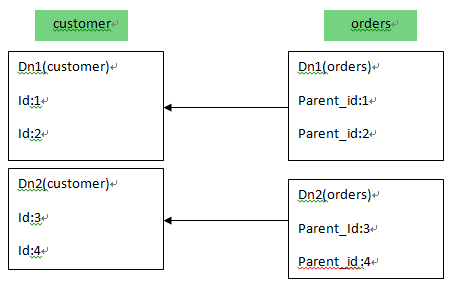 customer
orders
Dn1(customer)
Id:1
Id:2
Dn1(orders)
Parent_id:1
Parent_id:2
Dn2(customer)
Id:3
Id:4
Dn2(orders)
Parent_Id:3
Parent_id:4